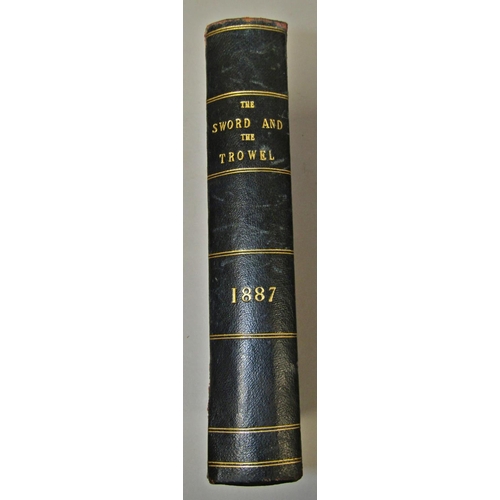 THE
SWORD AND
THE
TROWEL
1887